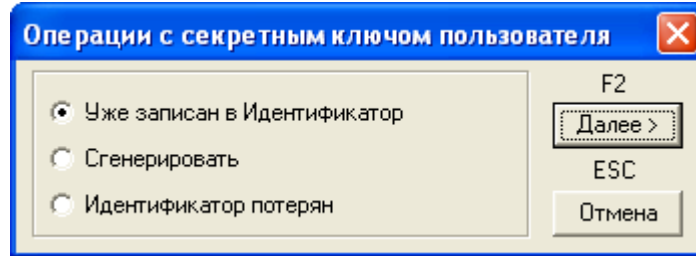 Операции с секретным ключом пользователя
Уже записан в Идентификатор
Сгенерировать
Идентификатор потерян
F2
Далее >
ESC
Отмена